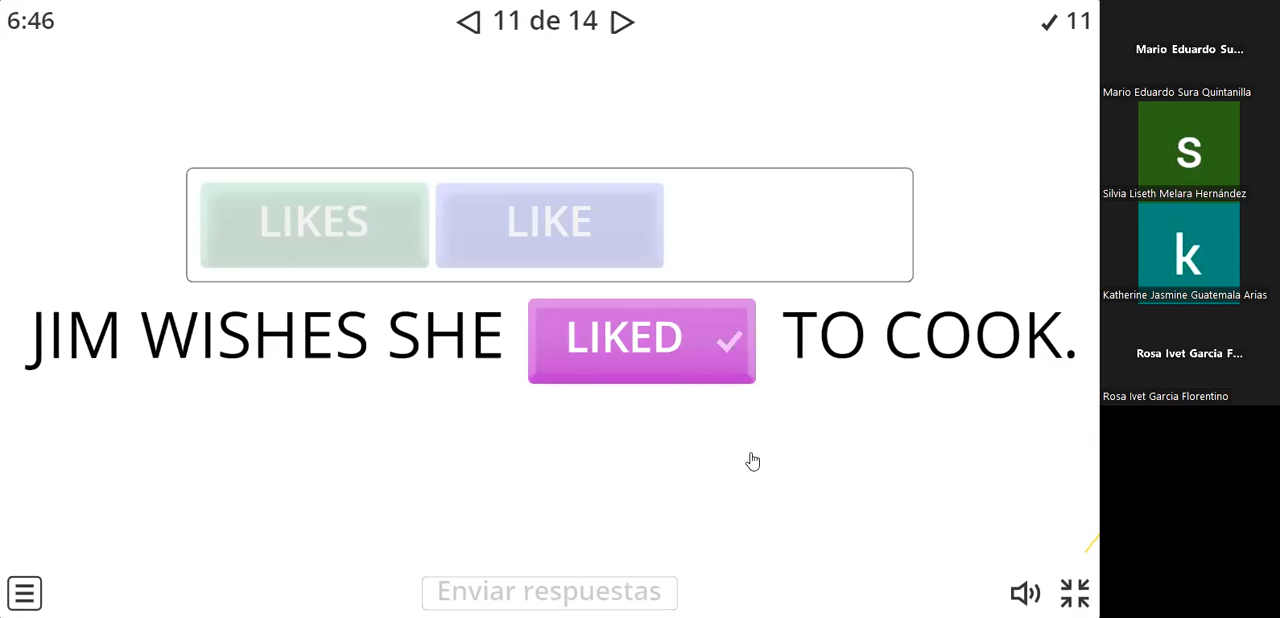 6:46
11 de 14
11
LIKES LIKE
JIM WISHES SHE LIKED TO COOK.
Enviar respuestas
Mario Eduardo Su...
Mario Eduardo Sura Quintanilla
s
Silvia Liseth Melara Hernández
k
Katherine Jasmine Guatemala Arias
Rosa Ivet Garcia F...
Rosa Ivet Garcia Florentino